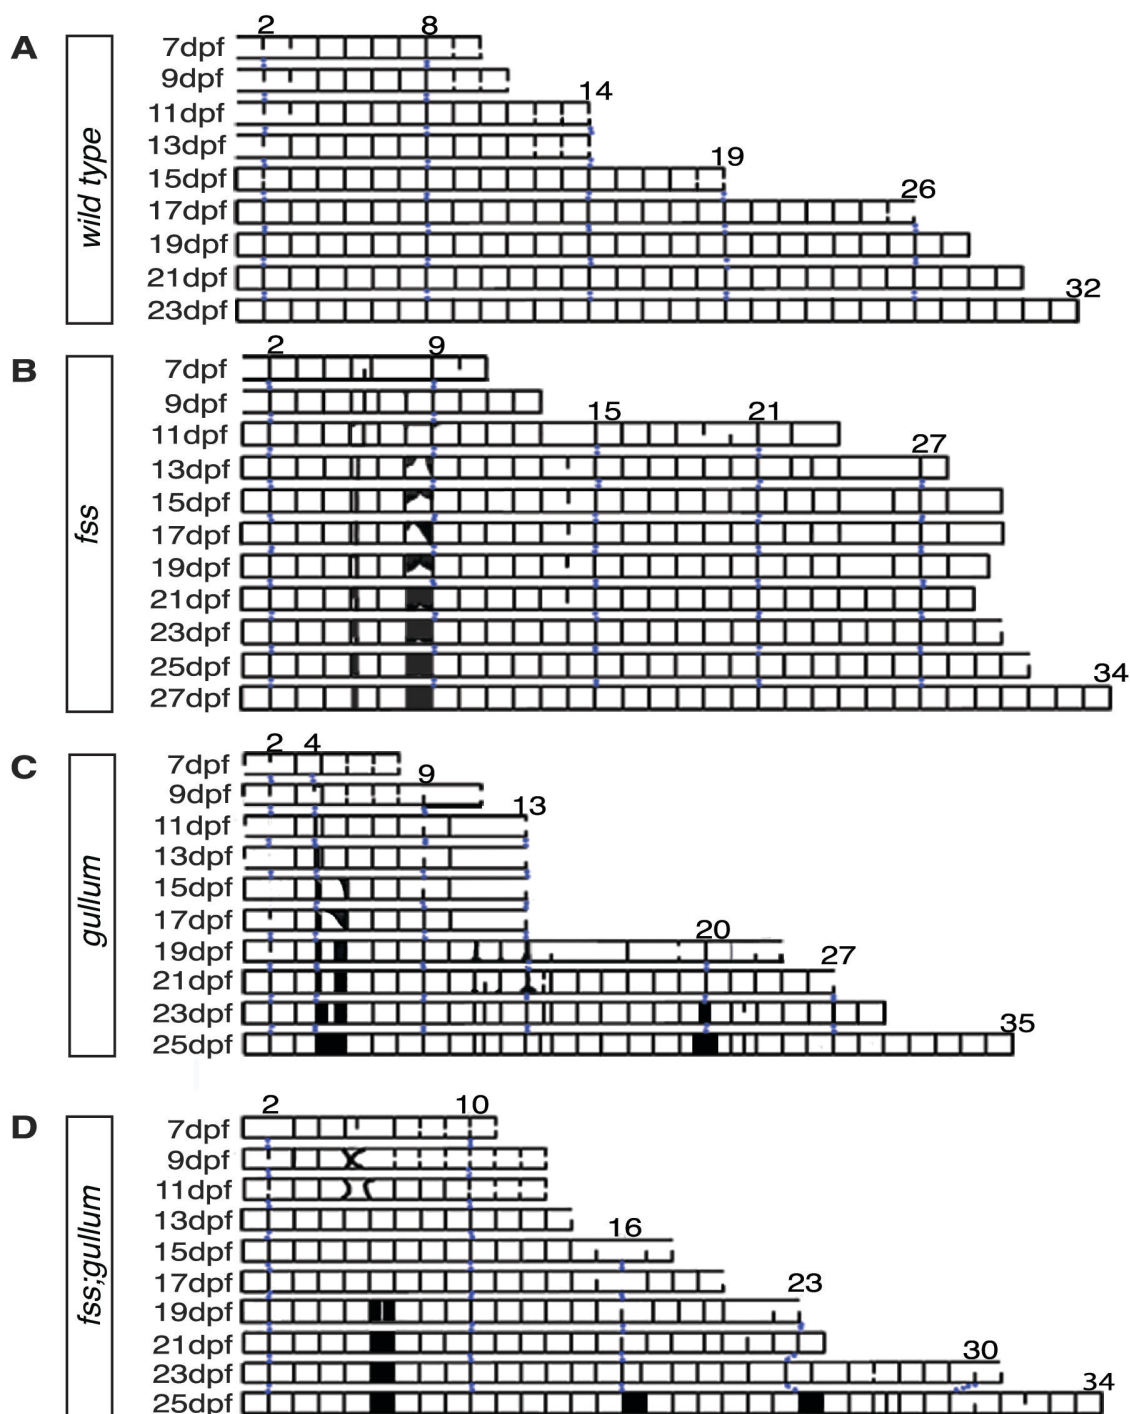 A
wild type
2 8
7dpf
9dpf
14
11dpf
13dpf
19
15dpf
26
17dpf
19dpf
21dpf
32
23dpf
B
fss
2 9
7dpf
9dpf
15 21
11dpf
27
13dpf
15dpf
17dpf
19dpf
21dpf
23dpf
25dpf
34
27dpf
C
gullum
2 4
7dpf
9
9dpf
13
11dpf
13dpf
15dpf
17dpf
20
19dpf
27
21dpf
23dpf
35
25dpf
D
fss;gullum
2 10
7dpf
9dpf
11dpf
13dpf
16
15dpf
17dpf
23
19dpf
21dpf
30
23dpf
34
25dpf